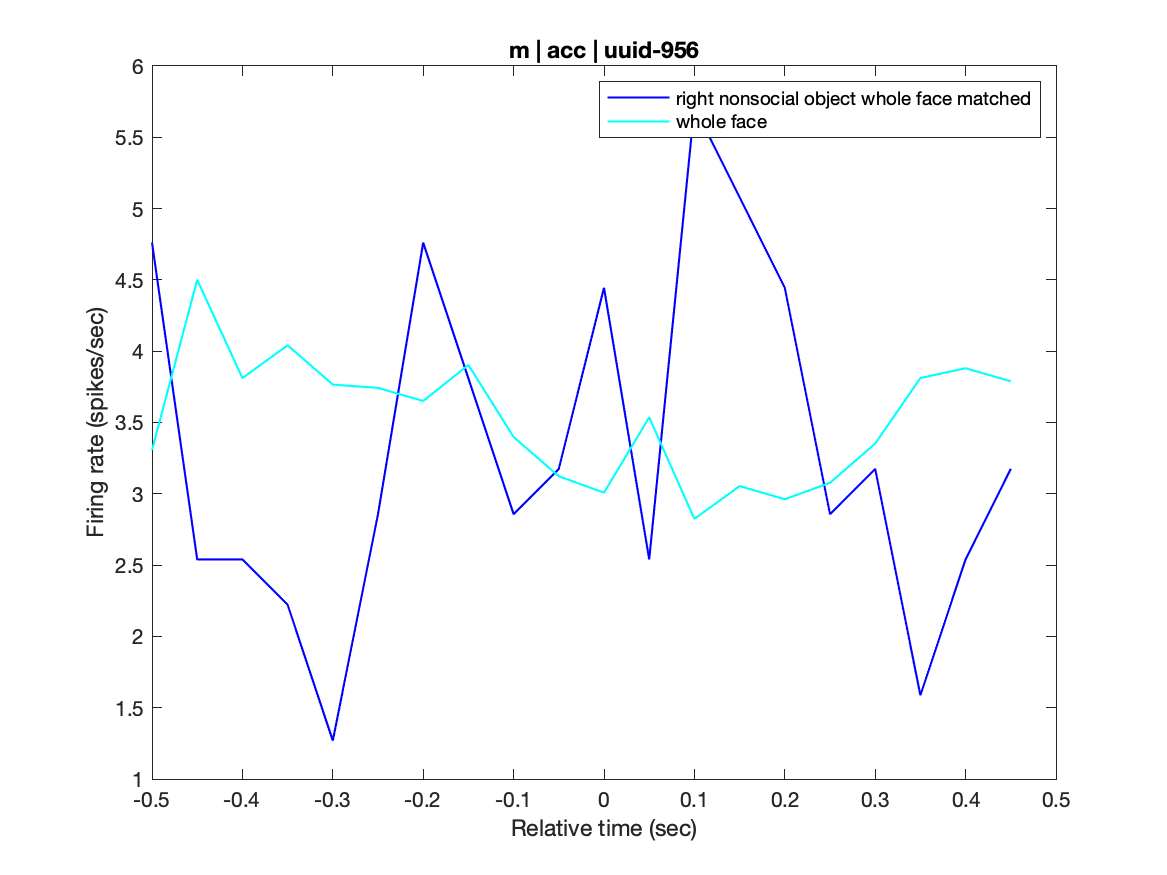 m | acc | uuid-956
right nonsocial object whole face matched
whole face
Firing rate (spikes/sec)
6
5.5
5
4.5
4
3.5
3
2.5
2
1.5
1
-0.5 -0.4 -0.3 -0.2 -0.1 0 0.1 0.2 0.3 0.4 0.5
Relative time (sec)